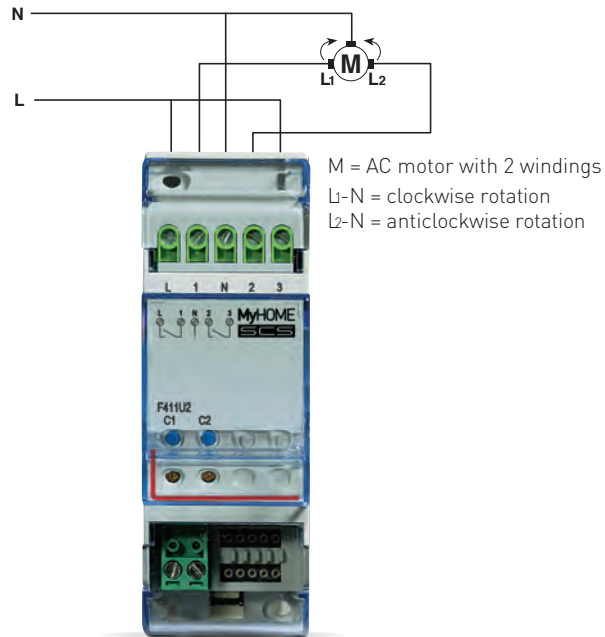 N
M
L1 L2
L
M = AC motor with 2 windings
L1-N = clockwise rotation
L2-N = anticlockwise rotation
L 1 N 2 3
L 1 N 2 3
MyHOME
SCS
F411U2
C1 C2